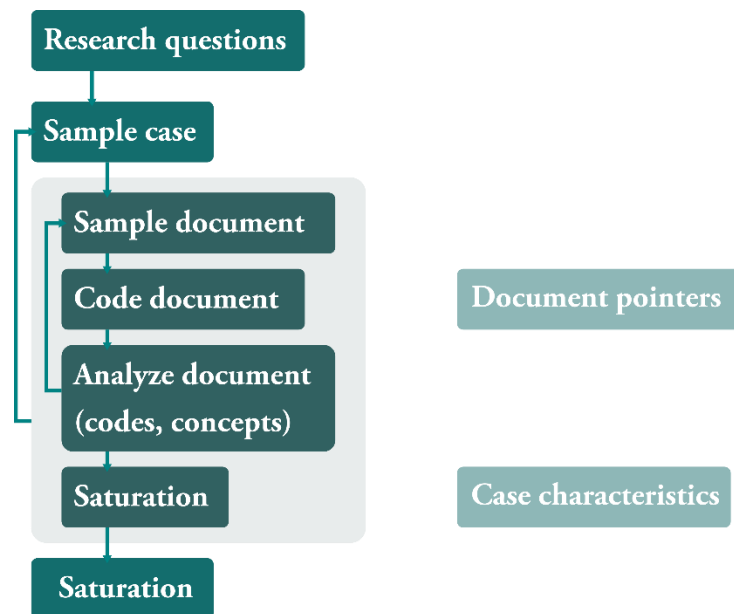 Research questions
Sample case
Sample document
Code document
Document pointers
Analyze document
(codes, concepts)
Saturation
Case characteristics
Saturation